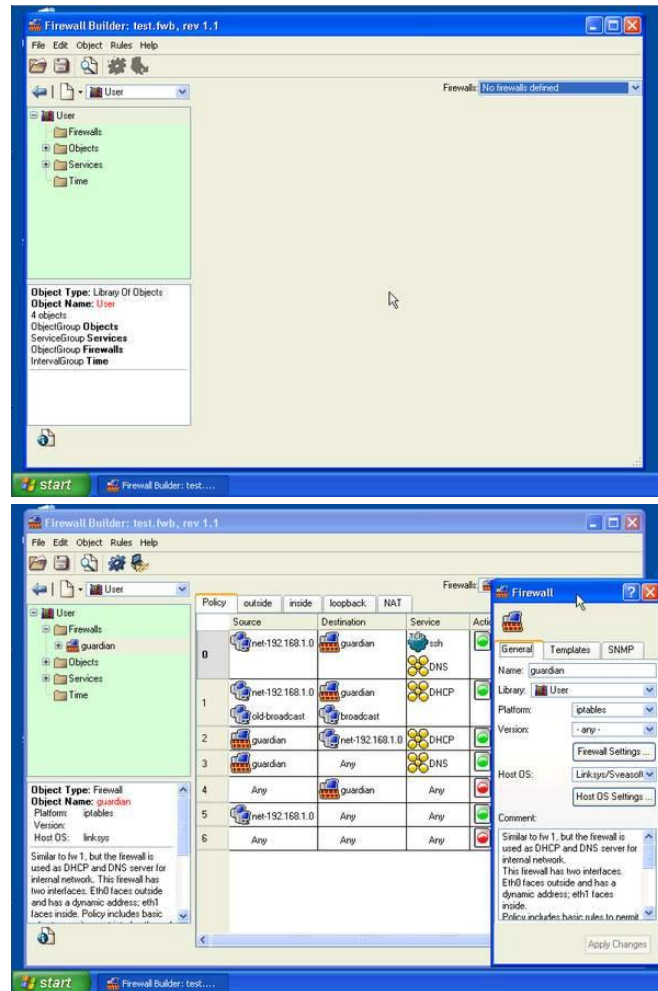 Firewall Builder: test.fwb, rev 1.1
File Edit Object Rules Help
User
Firewalls: No firewalls defined
User
Firewalls
Objects
Services
Time
Object Type: Library Of Objects
Object Name: User
4 objects
ObjectGroup Objects
ServiceGroup Services
ObjectGroup Firewalls
IntervalGroup Time
start
Firewall Builder: test....
Firewall Builder: test.fwb, rev 1.1
File Edit Object Rules Help
User
Firewalls:
User
Firewalls
guardian
Objects
Services
Time
Object Type: Firewall
Object Name: guardian
Platform: iptables
Version:
Host OS: linksys
Similar to fw 1, but the firewall is
used as DHCP and DNS server for
internal network. This firewall has
two interfaces. Eth0 faces outside
and has a dynamic address; eth1
faces inside. Policy includes basic
Policy outside inside loopback NAT
Source Destination Service Actio
0 net-192.168.1.0 guardian ssh
DNS
1 net-192.168.1.0 guardian DHCP
old-broadcast broadcast
2 guardian net-192.168.1.0 DHCP
3 guardian Any DNS
4 Any guardian Any
5 net-192.168.1.0 Any Any
6 Any Any Any
Firewall
General Templates SNMP
Name: guardian
Library: User
Platform: iptables
Version: - any -
Firewall Settings ...
Host OS: Linksys/Sveasoft
Host OS Settings ...
Comment:
Similar to fw 1, but the firewall is
used as DHCP and DNS server for
internal network.
This firewall has two interfaces.
Eth0 faces outside and has a
dynamic address; eth1 faces
inside.
Policy includes basic rules to permit
Apply Changes
start
Firewall Builder: test....